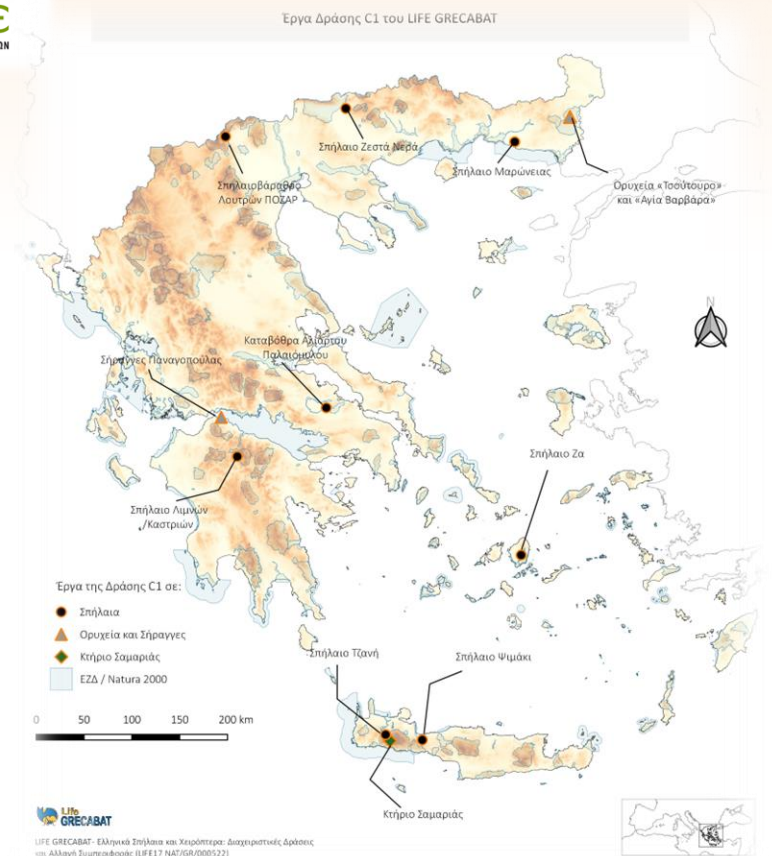 ΩΝ
Έργα Δράσης C1 του LIFE GRECABAT
Σπήλαιο Ζεστά Νερά
Σπήλαιο Μαρώνειας
Σπηλαιοβάραθρο
Λουτρών ΠΟΖΑΡ
Ορυχεία «Τσούτουρο»
και «Αγία Βαρβάρα»
N
Καταβόθρα Αλιάρτου
Παλαιόμυλου
Σήραγγες Παναγοπούλας
Σπήλαιο Ζα
Σπήλαιο Λιμνών
/Καστριών
Έργα της Δράσης C1 σε:
Σπήλαια
Ορυχεία και Σήραγγες
Κτήριο Σαμαριάς
ΕΖΔ / Natura 2000
0 50 100 150 200 km
Σπήλαιο Τζανή
Σπήλαιο Ψιμάκι
Κτήριο Σαμαριάς
Life
GRECABAT
LIFE GRECABAT- Ελληνικά Σπήλαια και Χειρόπτερα: Διαχειριστικές Δράσεις
και Αλλαγή Συμπεριφοράς (LIFE17 NAT/GR/000522)